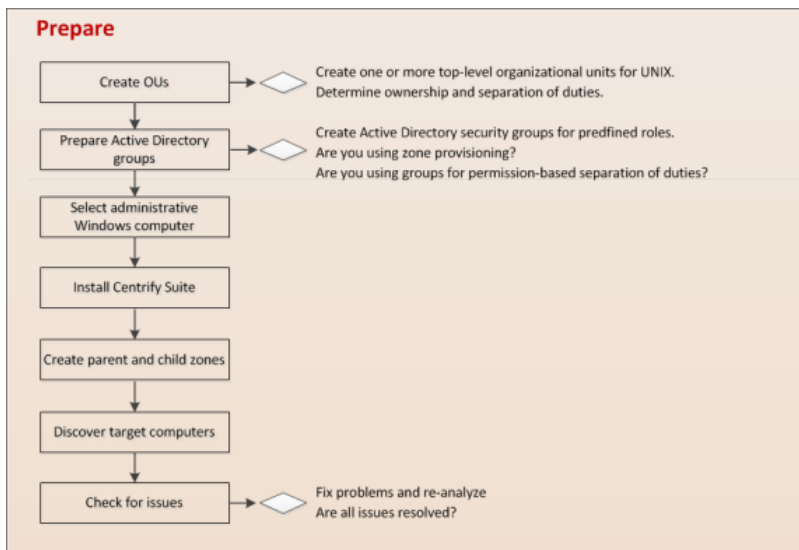 Prepare
Create OUs
Create one or more top-level organizational units for UNIX.
Determine ownership and separation of duties.
Prepare Active Directory
groups
Create Active Directory security groups for predfined roles.
Are you using zone provisioning?
Are you using groups for permission-based separation of duties?
Select administrative
Windows computer
Install Centrify Suite
Create parent and child zones
Discover target computers
Check for issues
Fix problems and re-analyze
Are all issues resolved?